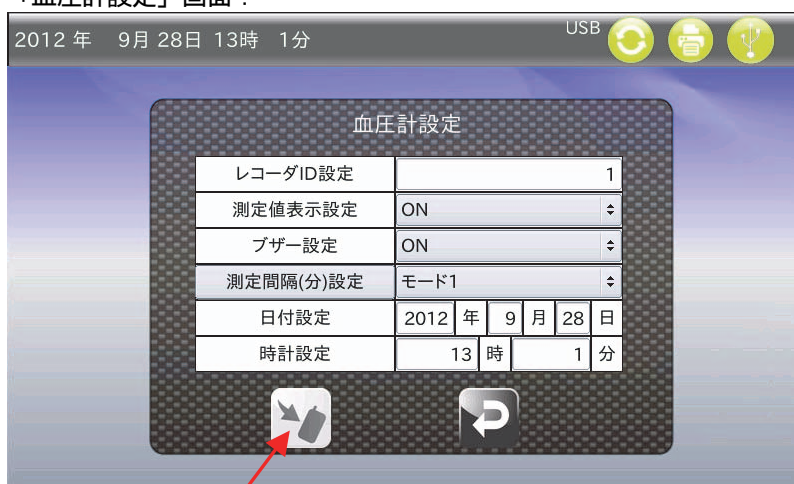 「血圧計設定」画面：
2012 年 9月 28日 13時 1分 USB
血圧計設定
レコーダID設定 1
測定値表示設定 ON
ブザー設定 ON
測定間隔(分)設定 モード1
日付設定 2012 年 9 月 28 日
時計設定 13 時 1 分